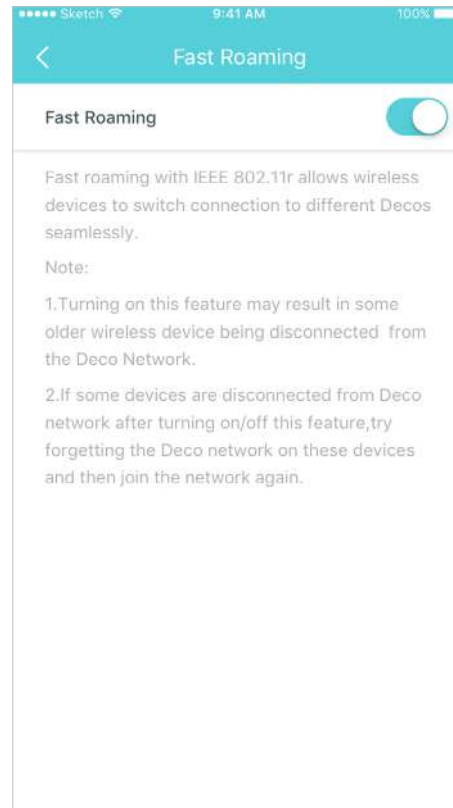 Sketch 9:41 AM 100%
Fast Roaming
Fast Roaming
Fast roaming with IEEE 802.11r allows wireless
devices to switch connection to different Decos
seamlessly.
Note:
1.Turning on this feature may result in some
older wireless device being disconnected from
the Deco Network.
2.If some devices are disconnected from Deco
network after turning on/off this feature,try
forgetting the Deco network on these devices
and then join the network again.